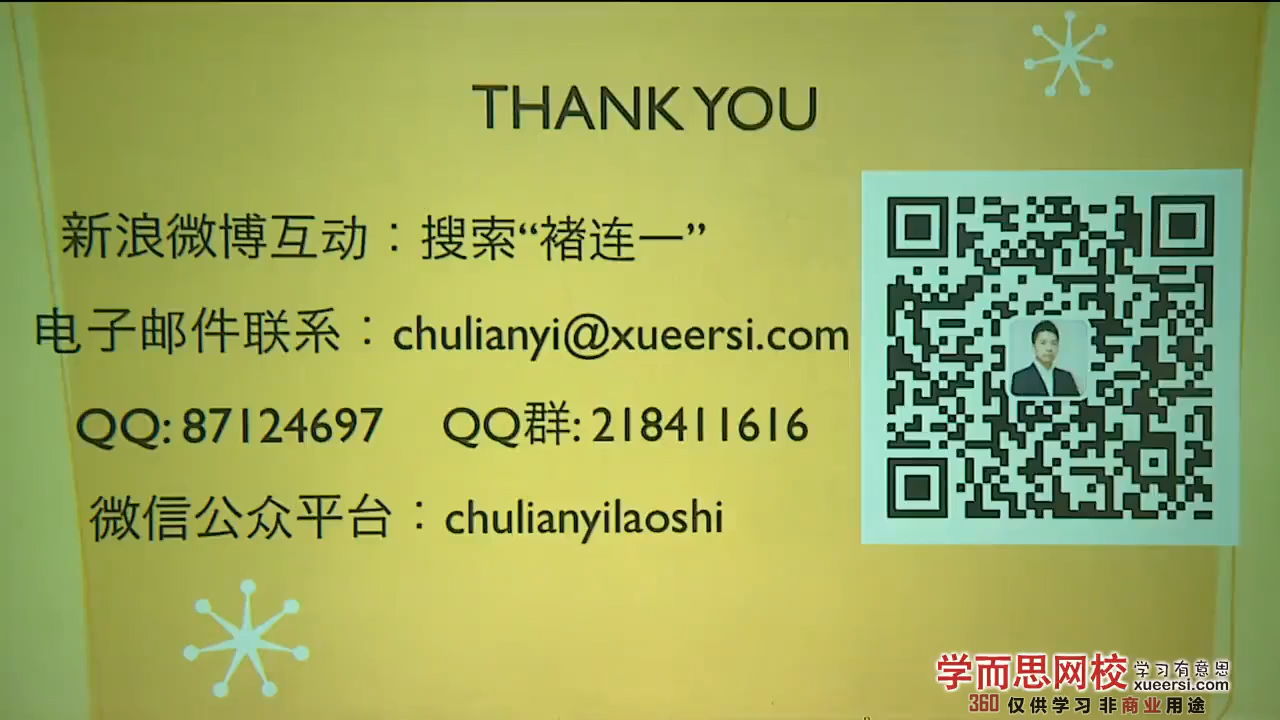 THANK YOU
新浪微博互动：搜索“褚连一”
电子邮件联系：chulianyi@xueersi.com
QQ: 87124697 QQ群: 218411616
微信公众平台：chulianyilaoshi
学而思网校 学习有意思
xueersi.com
360 仅供学习 非商业用途